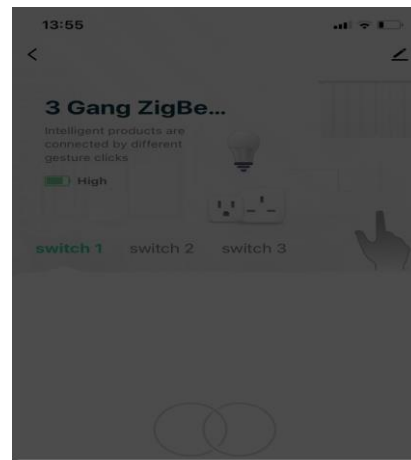 13:55
3 Gang ZigBe...
Intelligent products are
connected by different
gesture clicks
High
switch 1 switch 2 switch 3